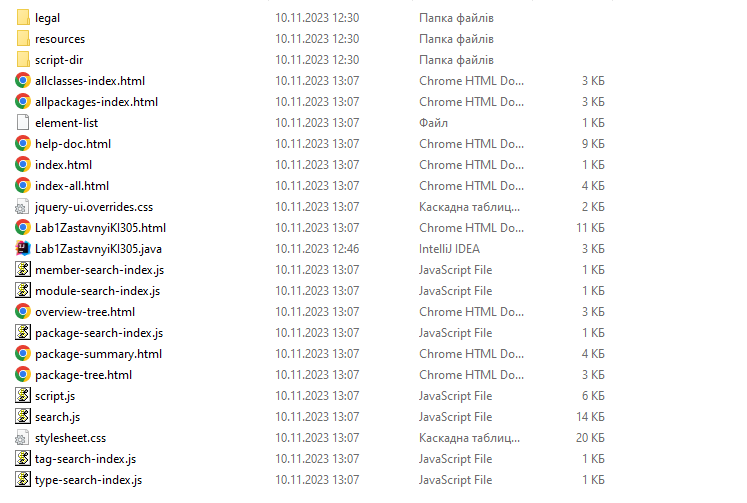 legal 10.11.2023 12:30 Папка файлів
resources 10.11.2023 12:30 Папка файлів
script-dir 10.11.2023 12:30 Папка файлів
allclasses-index.html 10.11.2023 13:07 Chrome HTML Do... 3 КБ
allpackages-index.html 10.11.2023 13:07 Chrome HTML Do... 3 КБ
element-list 10.11.2023 13:07 Файл 1 КБ
help-doc.html 10.11.2023 13:07 Chrome HTML Do... 9 КБ
index.html 10.11.2023 13:07 Chrome HTML Do... 1 КБ
index-all.html 10.11.2023 13:07 Chrome HTML Do... 4 КБ
jquery-ui.overrides.css 10.11.2023 13:07 Каскадна таблиц... 2 КБ
Lab1ZastavnyiKI305.html 10.11.2023 13:07 Chrome HTML Do... 11 КБ
Lab1ZastavnyiKI305.java 10.11.2023 12:46 IntelliJ IDEA 3 КБ
member-search-index.js 10.11.2023 13:07 JavaScript File 1 КБ
module-search-index.js 10.11.2023 13:07 JavaScript File 1 КБ
overview-tree.html 10.11.2023 13:07 Chrome HTML Do... 3 КБ
package-search-index.js 10.11.2023 13:07 JavaScript File 1 КБ
package-summary.html 10.11.2023 13:07 Chrome HTML Do... 4 КБ
package-tree.html 10.11.2023 13:07 Chrome HTML Do... 3 КБ
script.js 10.11.2023 13:07 JavaScript File 6 КБ
search.js 10.11.2023 13:07 JavaScript File 14 КБ
stylesheet.css 10.11.2023 13:07 Каскадна таблиц... 20 КБ
tag-search-index.js 10.11.2023 13:07 JavaScript File 1 КБ
type-search-index.js 10.11.2023 13:07 JavaScript File 1 КБ